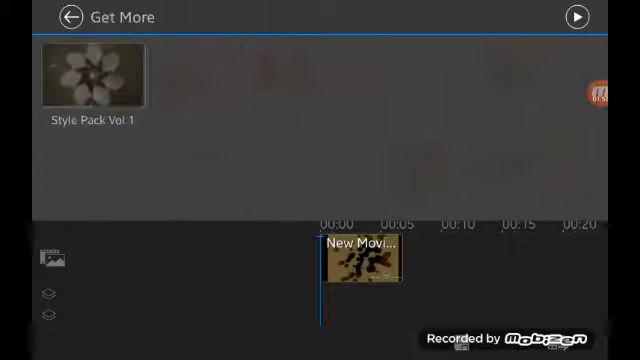 Get More
Style Pack Vol.1
00:00 00:05 00:10 00:15 00:20
New Movi...
Recorded by mobizen